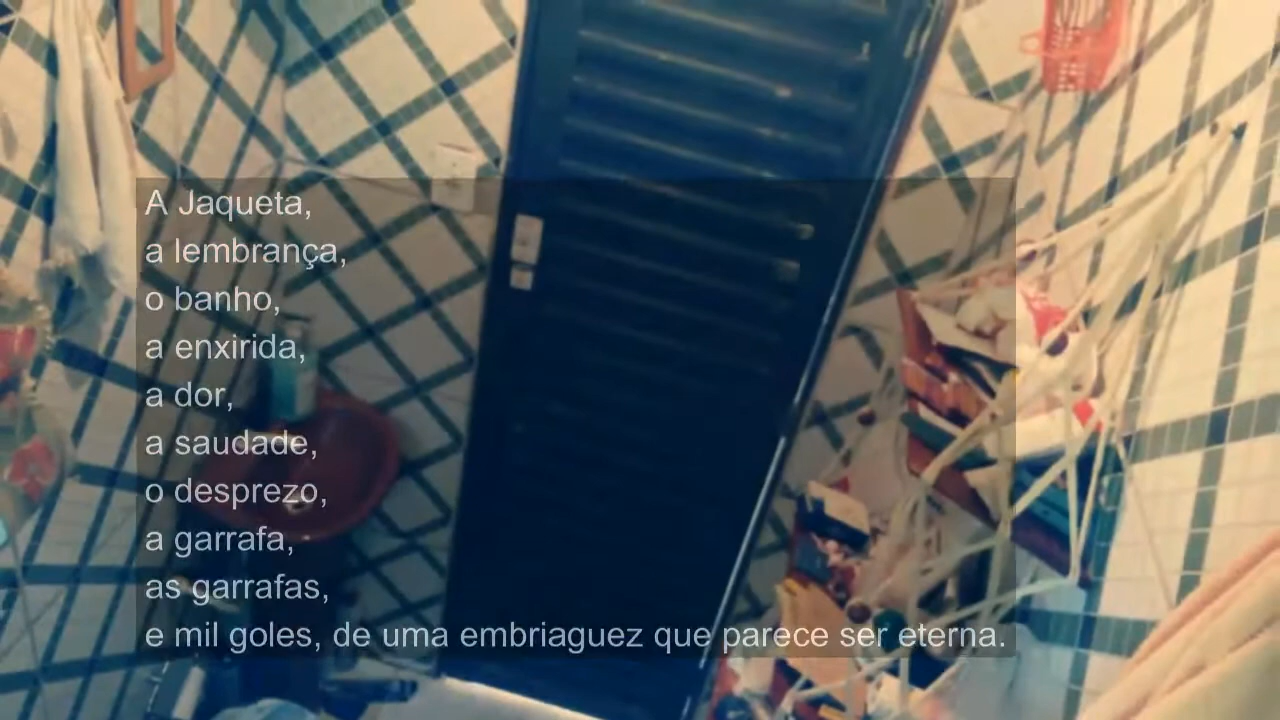 A Jaqueta,
a lembrança,
o banho,
a enxirida,
a dor,
a saudade,
o desprezo,
a garrafa,
as garrafas,
e mil goles, de uma embriaguez que parece ser eterna.